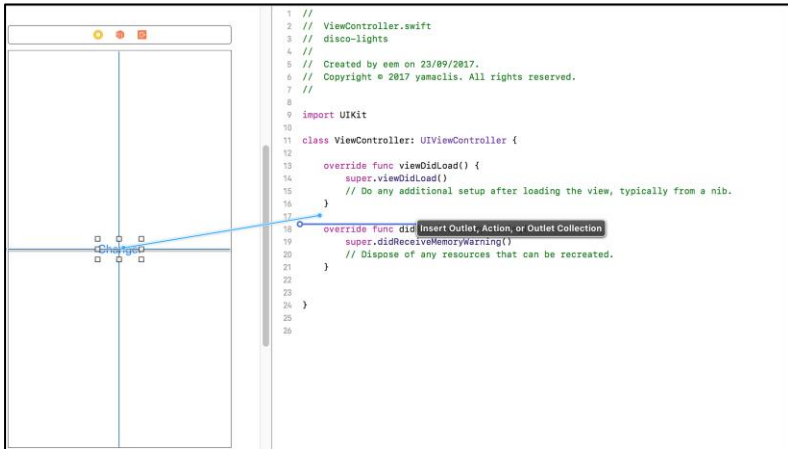 Change
1 //
2 // ViewController.swift
3 // disco-lights
4 //
5 // Created by eem on 23/09/2017.
6 // Copyright © 2017 yamaclis. All rights reserved.
7 //
8
9 import UIKit
10
11 class ViewController: UIViewController {
12
13 override func viewDidLoad() {
14 super.viewDidLoad()
15 // Do any additional setup after loading the view, typically from a nib.
16 }
17
18 override func did Insert Outlet, Action, or Outlet Collection
19 super.didReceiveMemoryWarning()
20 // Dispose of any resources that can be recreated.
21 }
22
23
24 }
25
26